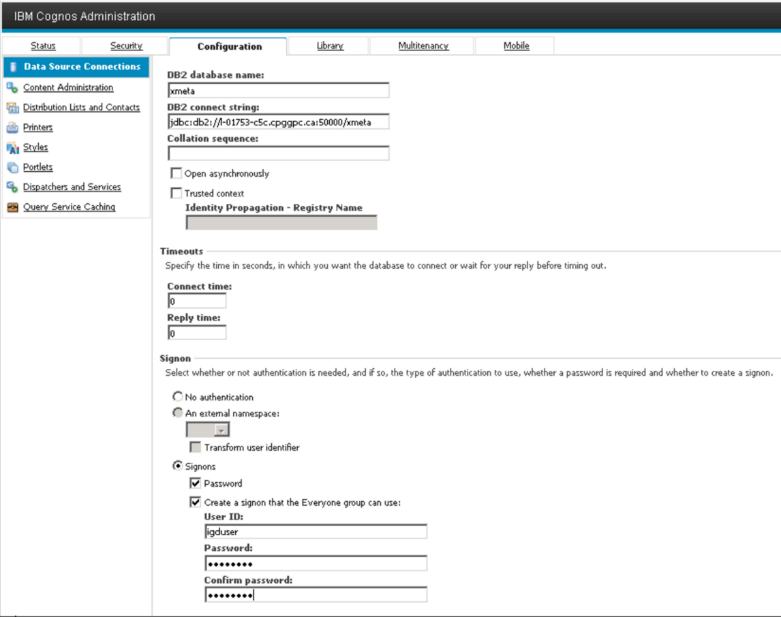 IBM Cognos Administration
Status Security Configuration Library Multitenancy Mobile
Data Source Connections
Content Administration
Distribution Lists and Contacts
Printers
Styles
Portlets
Dispatchers and Services
Query Service Caching
DB2 database name:
xmeta
DB2 connect string:
jdbc:db2://l-01753-c5c.cpggpc.ca:50000/xmeta
Collation sequence:
Open asynchronously
Trusted context
Identity Propagation - Registry Name
Timeouts
Specify the time in seconds, in which you want the database to connect or wait for your reply before timing out.
Connect time:
0
Reply time:
0
Signon
Select whether or not authentication is needed, and if so, the type of authentication to use, whether a password is required and whether to create a signon.
No authentication
An external namespace:
Transform user identifier
Signons
Password
Create a signon that the Everyone group can use:
User ID:
igduser
Password:
••••••••
Confirm password:
••••••••